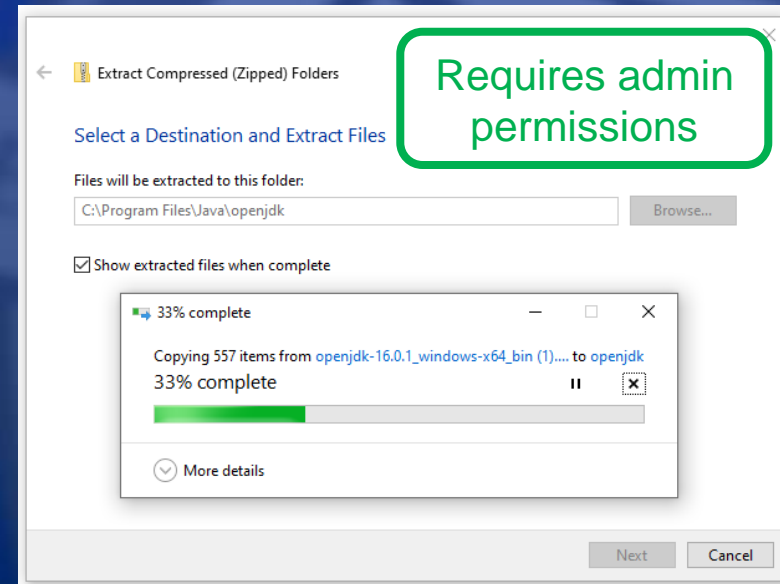 Requires admin
permissions
Extract Compressed (Zipped) Folders
Select a Destination and Extract Files
Files will be extracted to this folder:
C:\Program Files\Java\openjdk
Browse...
Show extracted files when complete
33% complete
Copying 557 items from openjdk-16.0.1_windows-x64_bin (1).... to openjdk
33% complete
More details
Next
Cancel